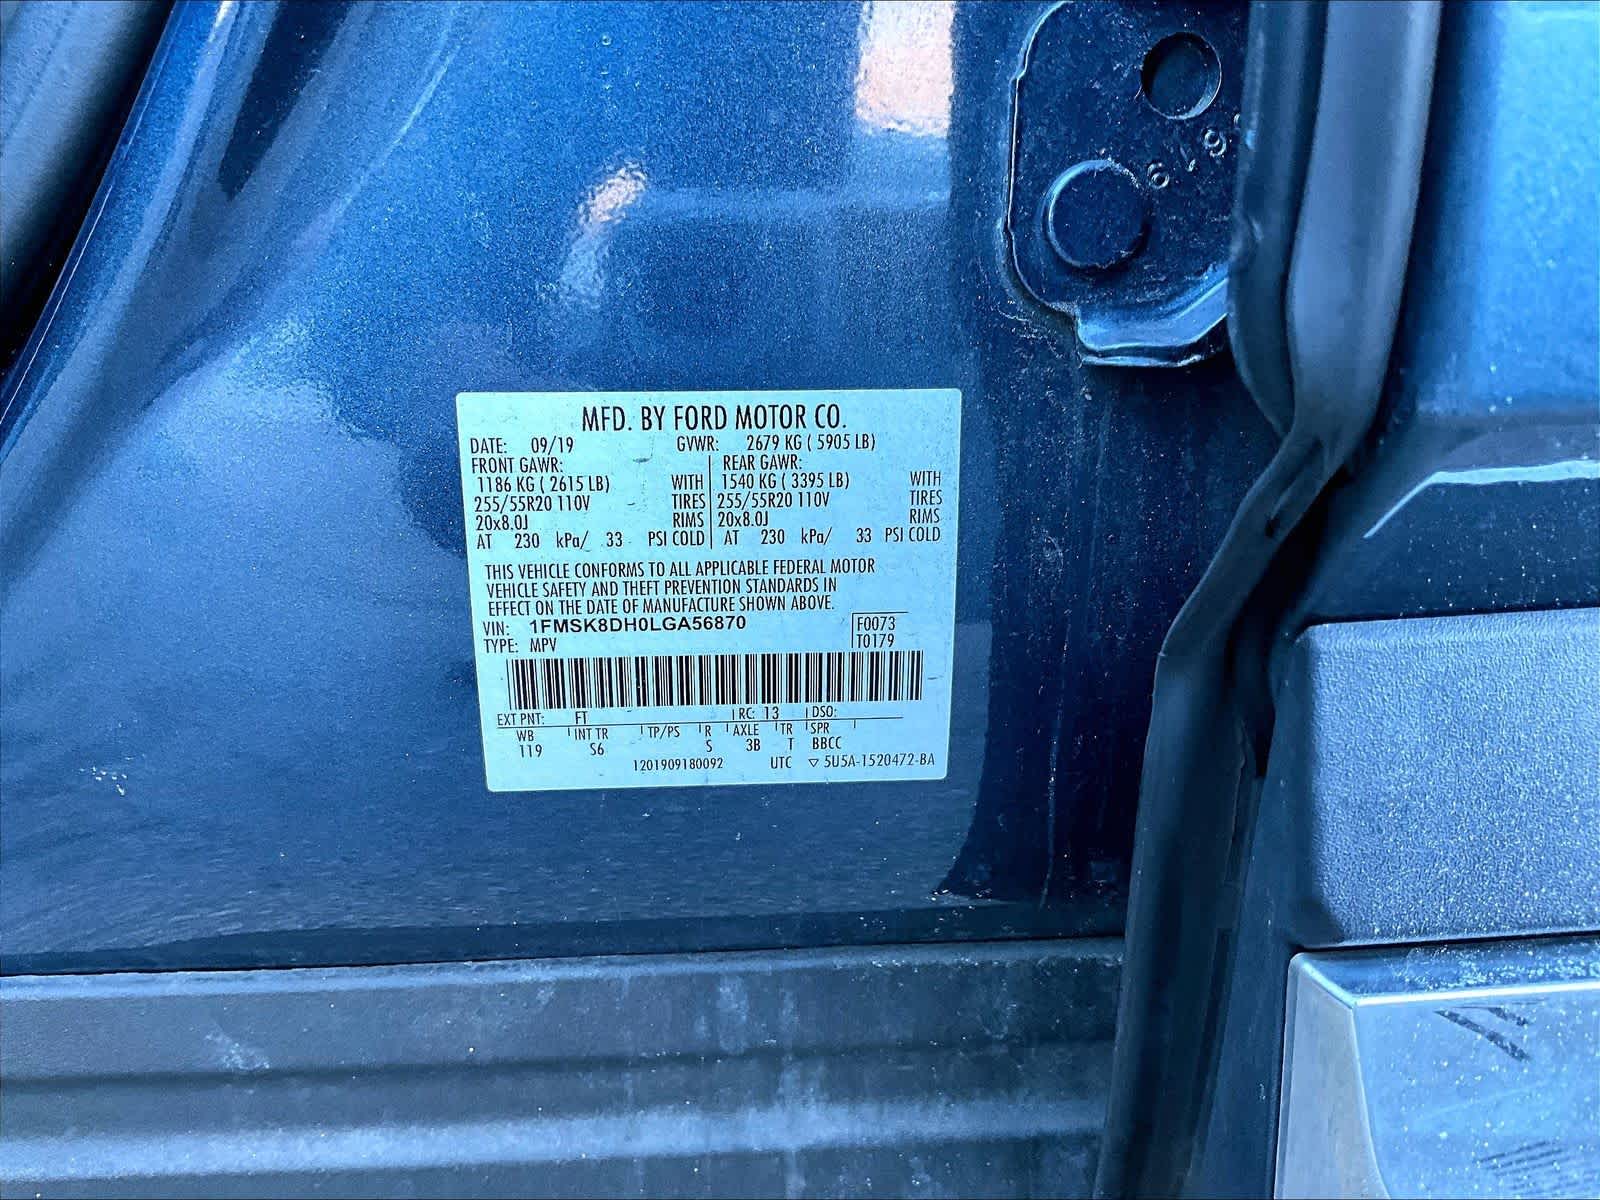 MFD. BY FORD MOTOR CO.
DATE: 09/19 GVWR: 2679 KG ( 5905 LB)
FRONT GAWR: REAR GAWR:
1186 KG ( 2615 LB) WITH 1540 KG ( 3395 LB) WITH
255/55R20 110V TIRES 255/55R20 110V TIRES
20x8.0J RIMS 20x8.0J RIMS
AT 230 kPa/ 33 PSI COLD AT 230 kPa/ 33 PSI COLD
THIS VEHICLE CONFORMS TO ALL APPLICABLE FEDERAL MOTOR
VEHICLE SAFETY AND THEFT PREVENTION STANDARDS IN
EFFECT ON THE DATE OF MANUFACTURE SHOWN ABOVE.
VIN: 1FMSK8DH0LGA56870 F0073
TYPE: MPV T0179
EXT PNT: FT RC: 13 DSO:
WB INT TR TP/PS R AXLE TR SPR
119 S6 S 3B T BBCC
1201909180092 UTC ▽ 5U5A-1520472-BA